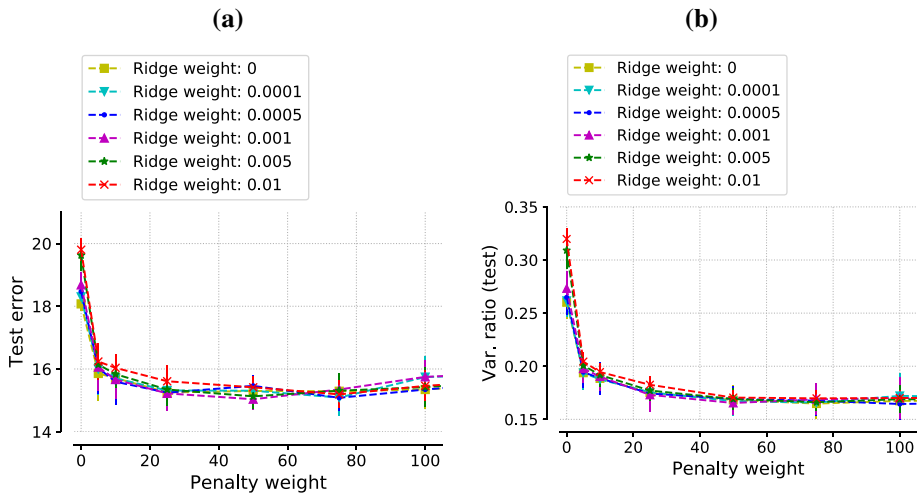 (a)
Ridge weight: 0
Ridge weight: 0.0001
Ridge weight: 0.0005
Ridge weight: 0.001
Ridge weight: 0.005
Ridge weight: 0.01
Test error
20
18
16
14
0 20 40 60 80 100
Penalty weight
(b)
Ridge weight: 0
Ridge weight: 0.0001
Ridge weight: 0.0005
Ridge weight: 0.001
Ridge weight: 0.005
Ridge weight: 0.01
Var. ratio (test)
0.35
0.30
0.25
0.20
0.15
0 20 40 60 80 100
Penalty weight